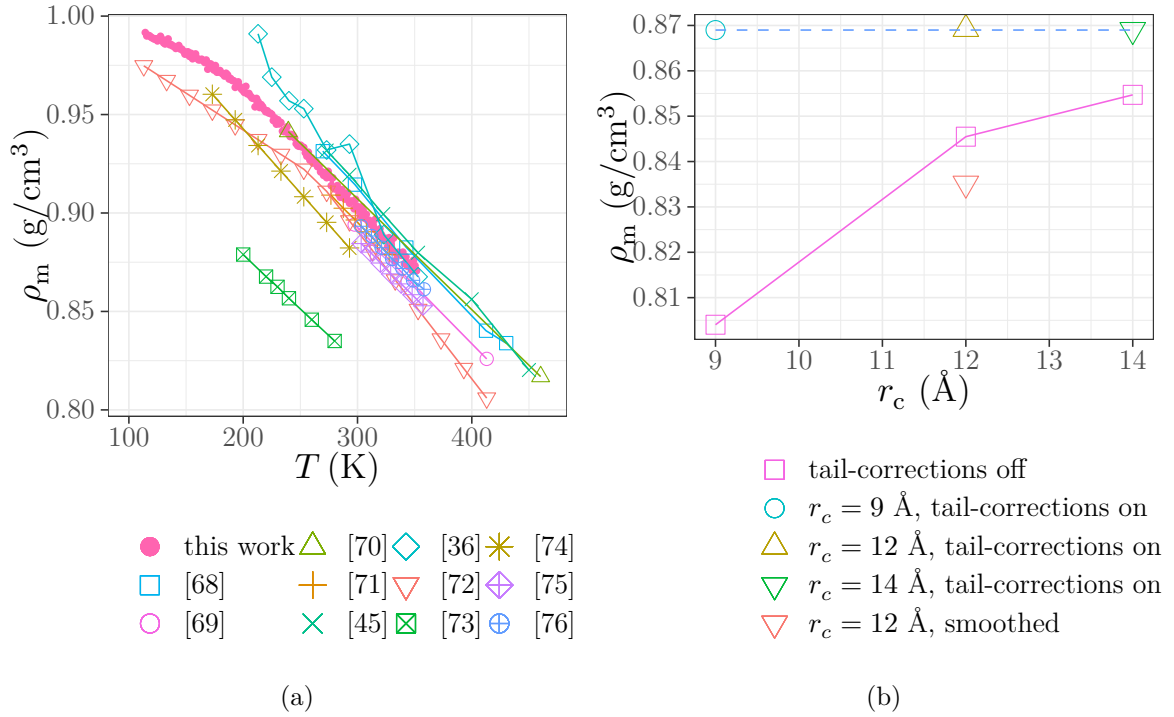 1.00
0.95
0.90
0.85
0.80
ρm (g/cm³)
100 200 300 400
T (K)
this work [70] [36] [74]
[68] [71] [72] [75]
[69] [45] [73] [76]
(a)
0.87
0.86
0.85
0.84
0.83
0.82
0.81
ρm (g/cm³)
9 10 11 12 13 14
rc (Å)
tail-corrections off
rc = 9 Å, tail-corrections on
rc = 12 Å, tail-corrections on
rc = 14 Å, tail-corrections on
rc = 12 Å, smoothed
(b)